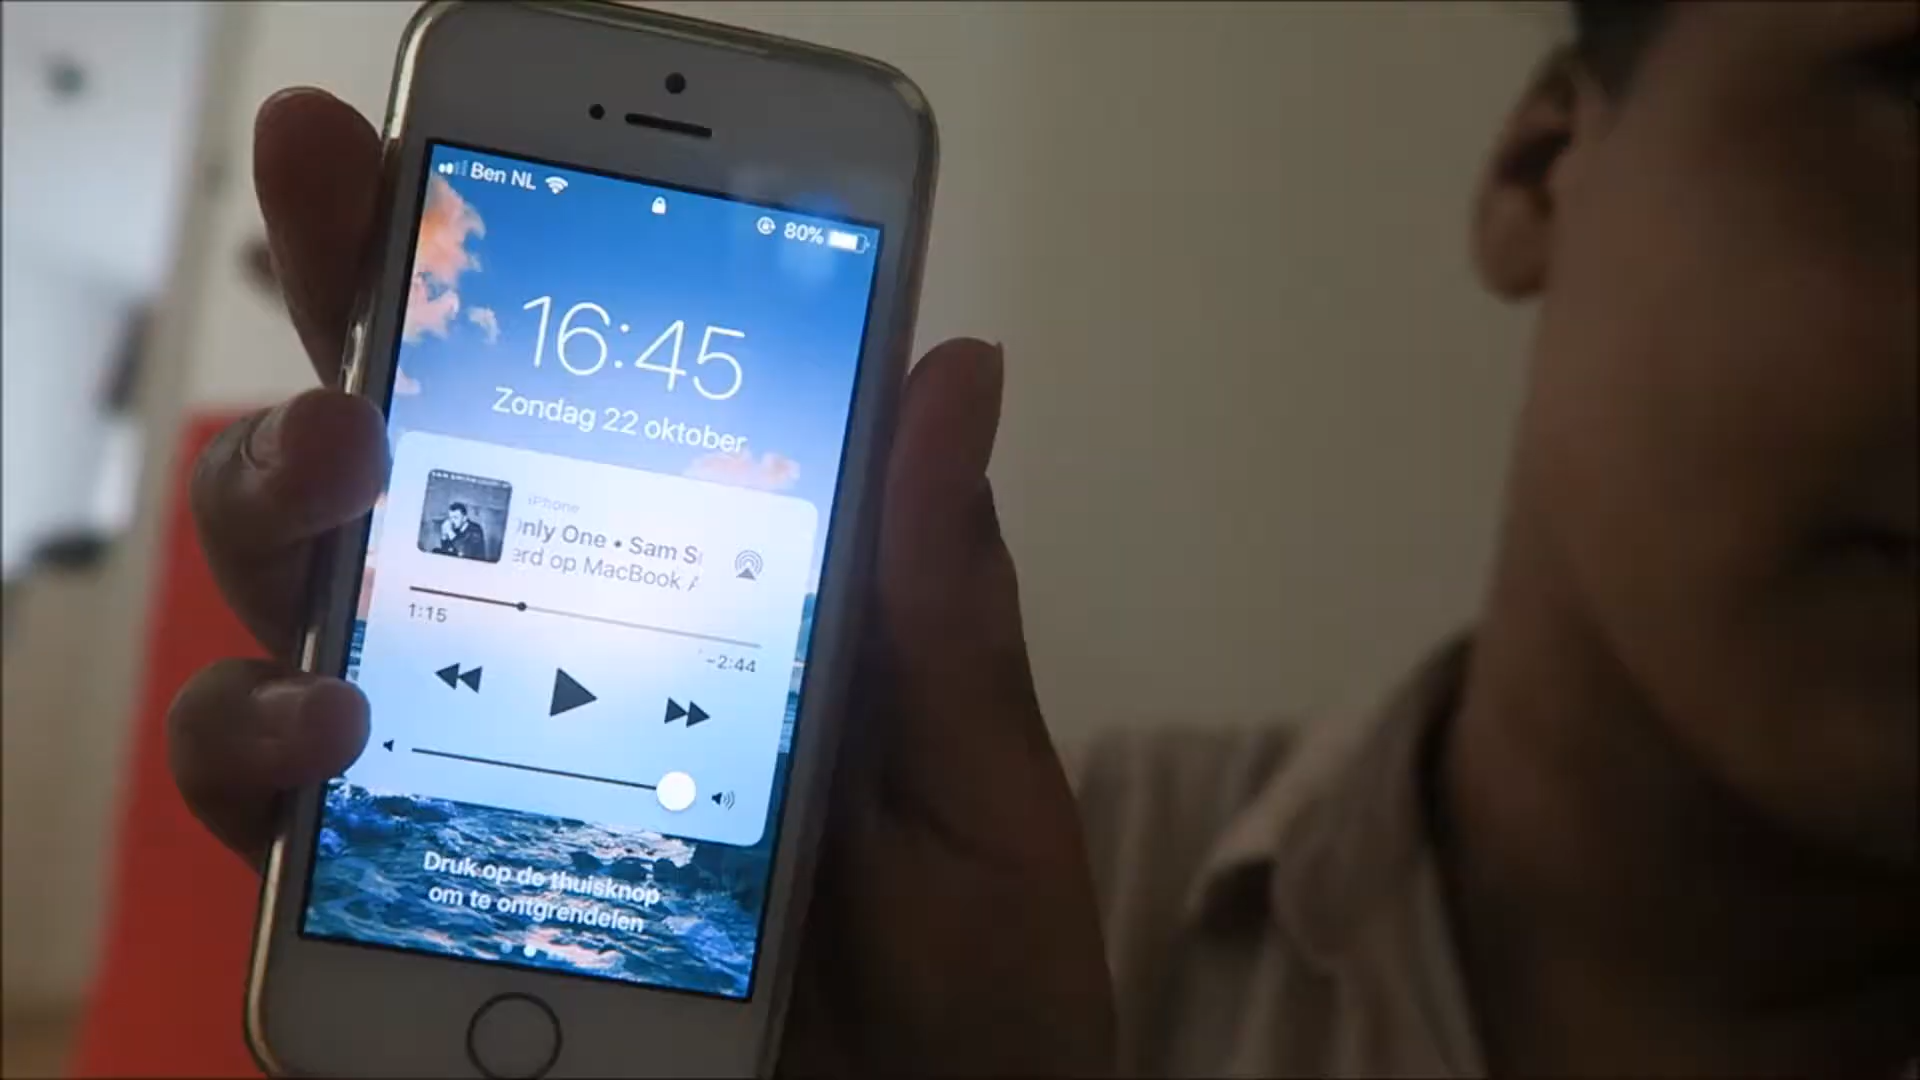 Ben NL
80%
16:45
Zondag 22 oktober
iPhone
nly One • Sam S
erd op MacBook
1:15
-2:44
Druk op de thuisknop
om te ontgrendelen